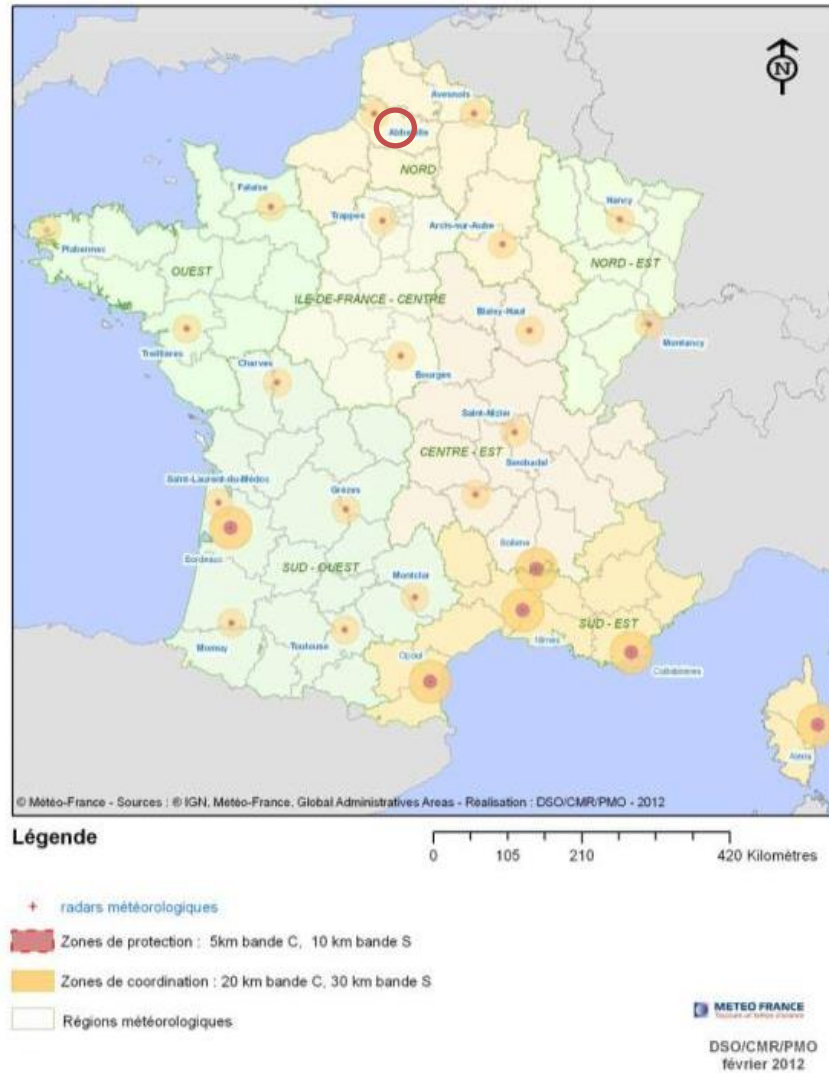 N
Avesnois
Abbeville
NORD
Falaise
Trappes
Nancy
Arcis-sur-Aube
Plabennec
OUEST
NORD - EST
ILE-DE-FRANCE - CENTRE
Blaisy-Haut
Treillieres
Montancy
Cherves
Bourges
Saint-Nizier
CENTRE - EST
Sembadel
Saint-Laurent-du-Médoc
Grèzes
Bordeaux
Bollène
SUD - OUEST
Montclar
SUD - EST
Momuy
Toulouse
Opoul
Nîmes
Collobrières
Aléria
© Météo-France - Sources : © IGN, Météo-France, Global Administratives Areas - Réalisation : DSO/CMR/PMO - 2012
Légende
0 105 210 420 Kilomètres
radars météorologiques
Zones de protection : 5km bande C, 10 km bande S
Zones de coordination : 20 km bande C, 30 km bande S
Régions météorologiques
METEO FRANCE
DSO/CMR/PMO
février 2012